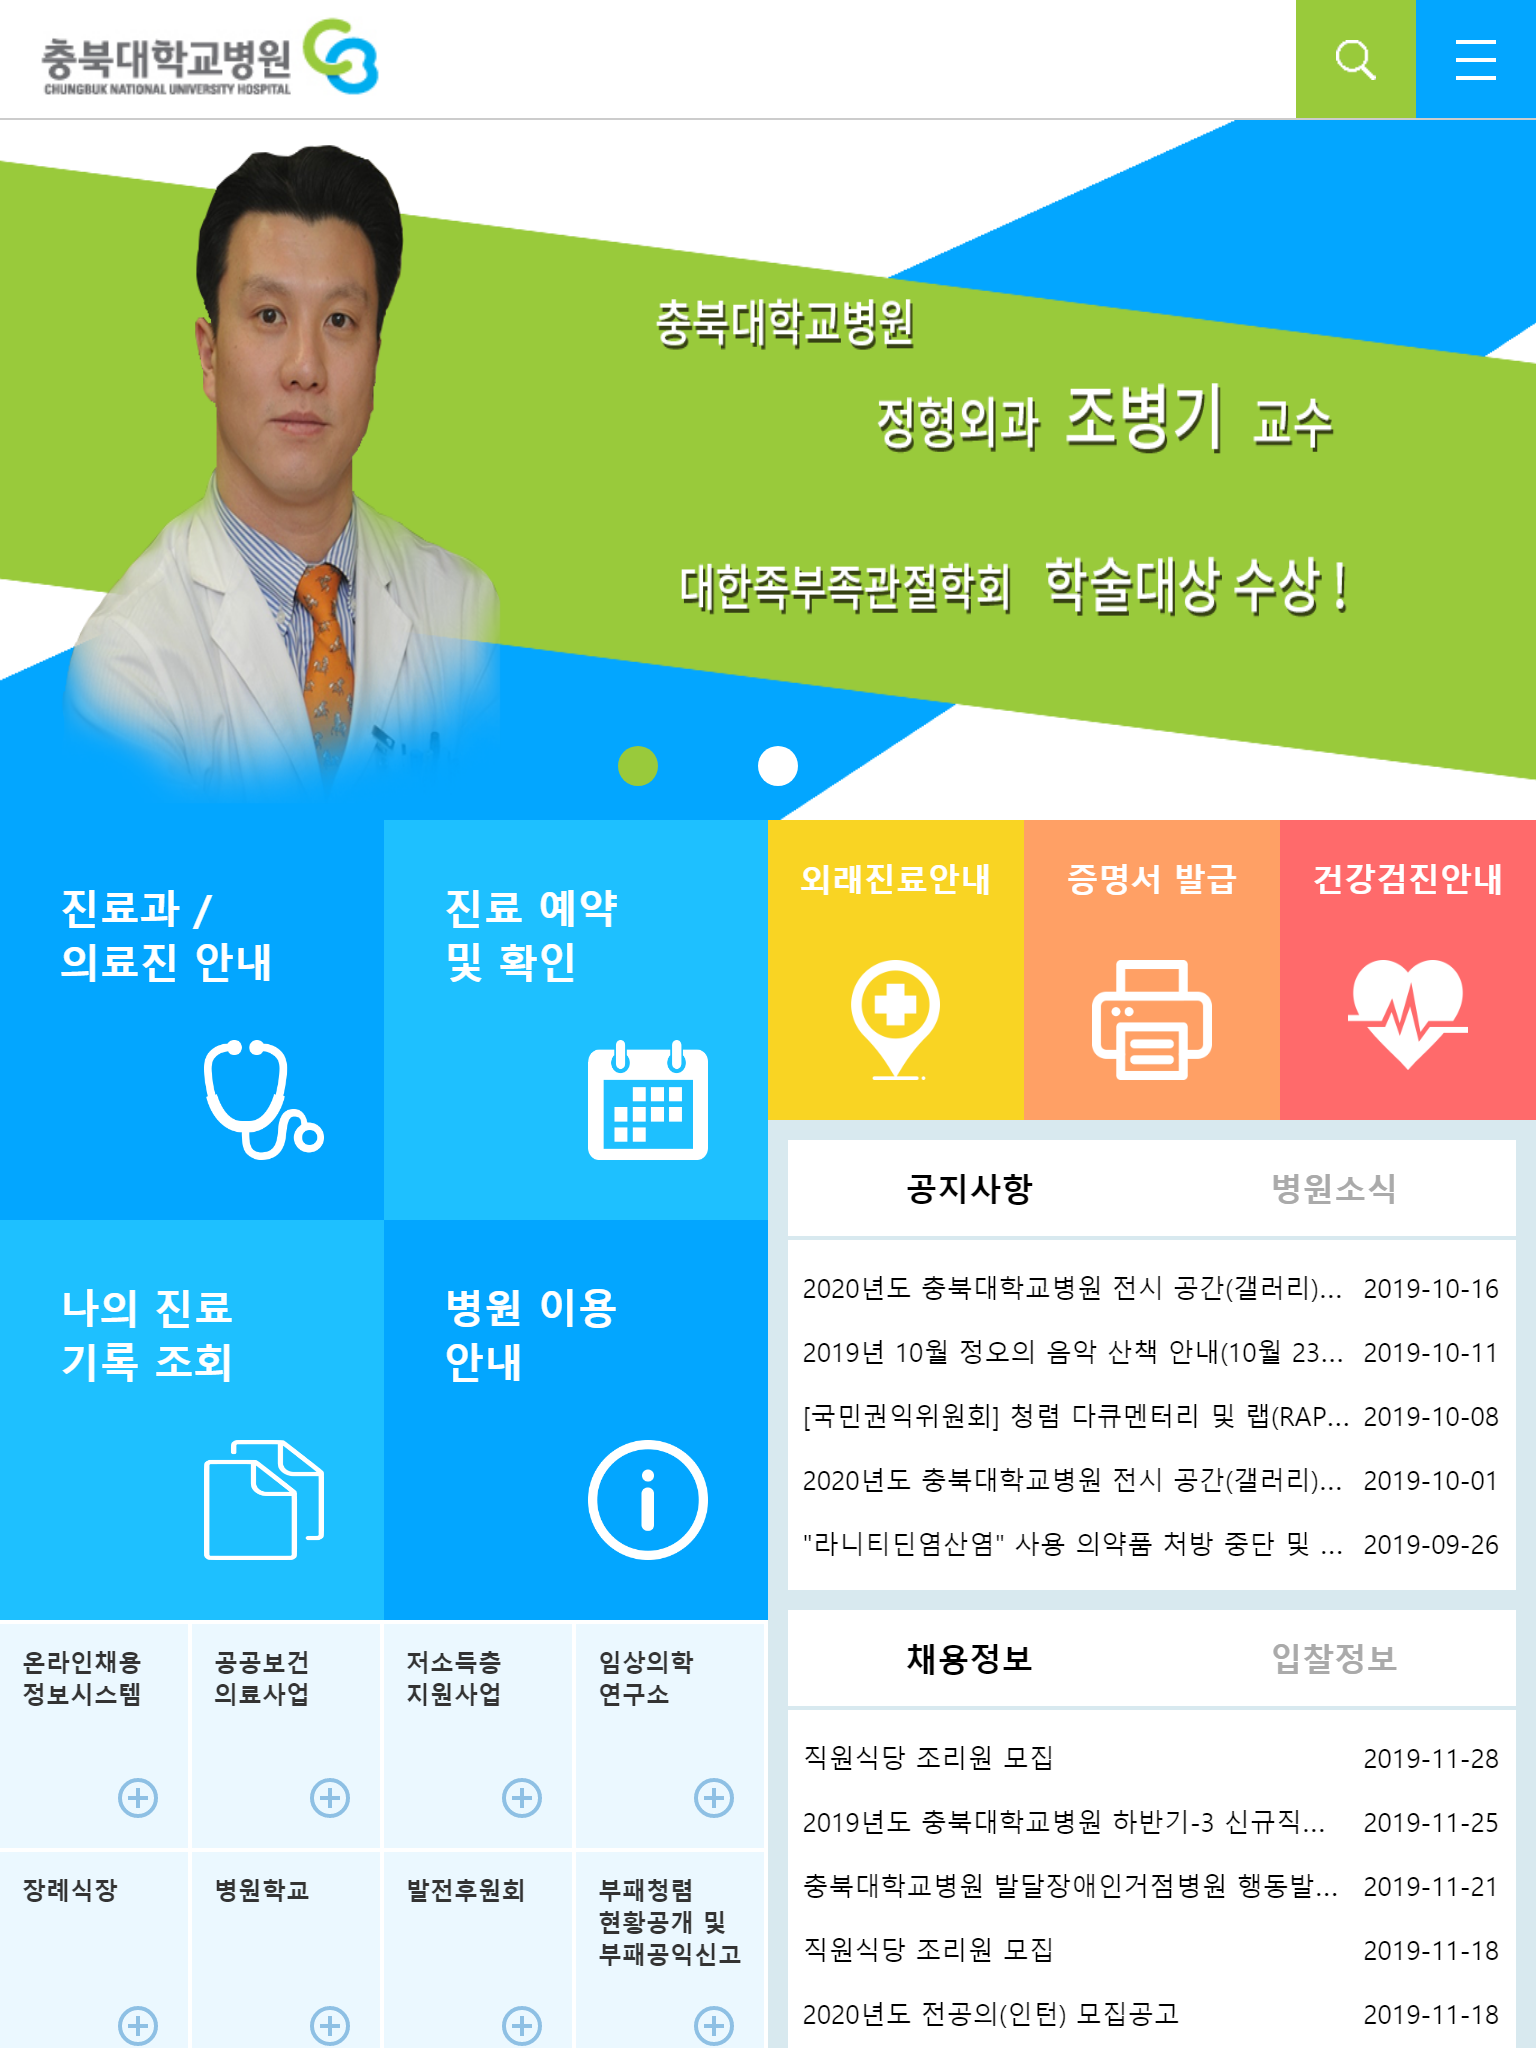 충북대학교병원
CHUNGBUK NATIONAL UNIVERSITY HOSPITAL
충북대학교병원
정형외과 조병기 교수
대한족부족관절학회 학술대상 수상 !
진료과 /
의료진 안내
진료 예약
및 확인
외래진료안내
증명서 발급
건강검진안내
나의 진료
기록 조회
병원 이용
안내
공지사항 병원소식
2020년도 충북대학교병원 전시 공간(갤러리)... 2019-10-16
2019년 10월 정오의 음악 산책 안내(10월 23... 2019-10-11
[국민권익위원회] 청렴 다큐멘터리 및 랩(RAP... 2019-10-08
2020년도 충북대학교병원 전시 공간(갤러리)... 2019-10-01
"라니티딘염산염" 사용 의약품 처방 중단 및 ... 2019-09-26
채용정보 입찰정보
직원식당 조리원 모집 2019-11-28
2019년도 충북대학교병원 하반기-3 신규직... 2019-11-25
충북대학교병원 발달장애인거점병원 행동발... 2019-11-21
직원식당 조리원 모집 2019-11-18
2020년도 전공의(인턴) 모집공고 2019-11-18
온라인채용
정보시스템
공공보건
의료사업
저소득층
지원사업
임상의학
연구소
장례식장
병원학교
발전후원회
부패청렴
현황공개 및
부패공익신고